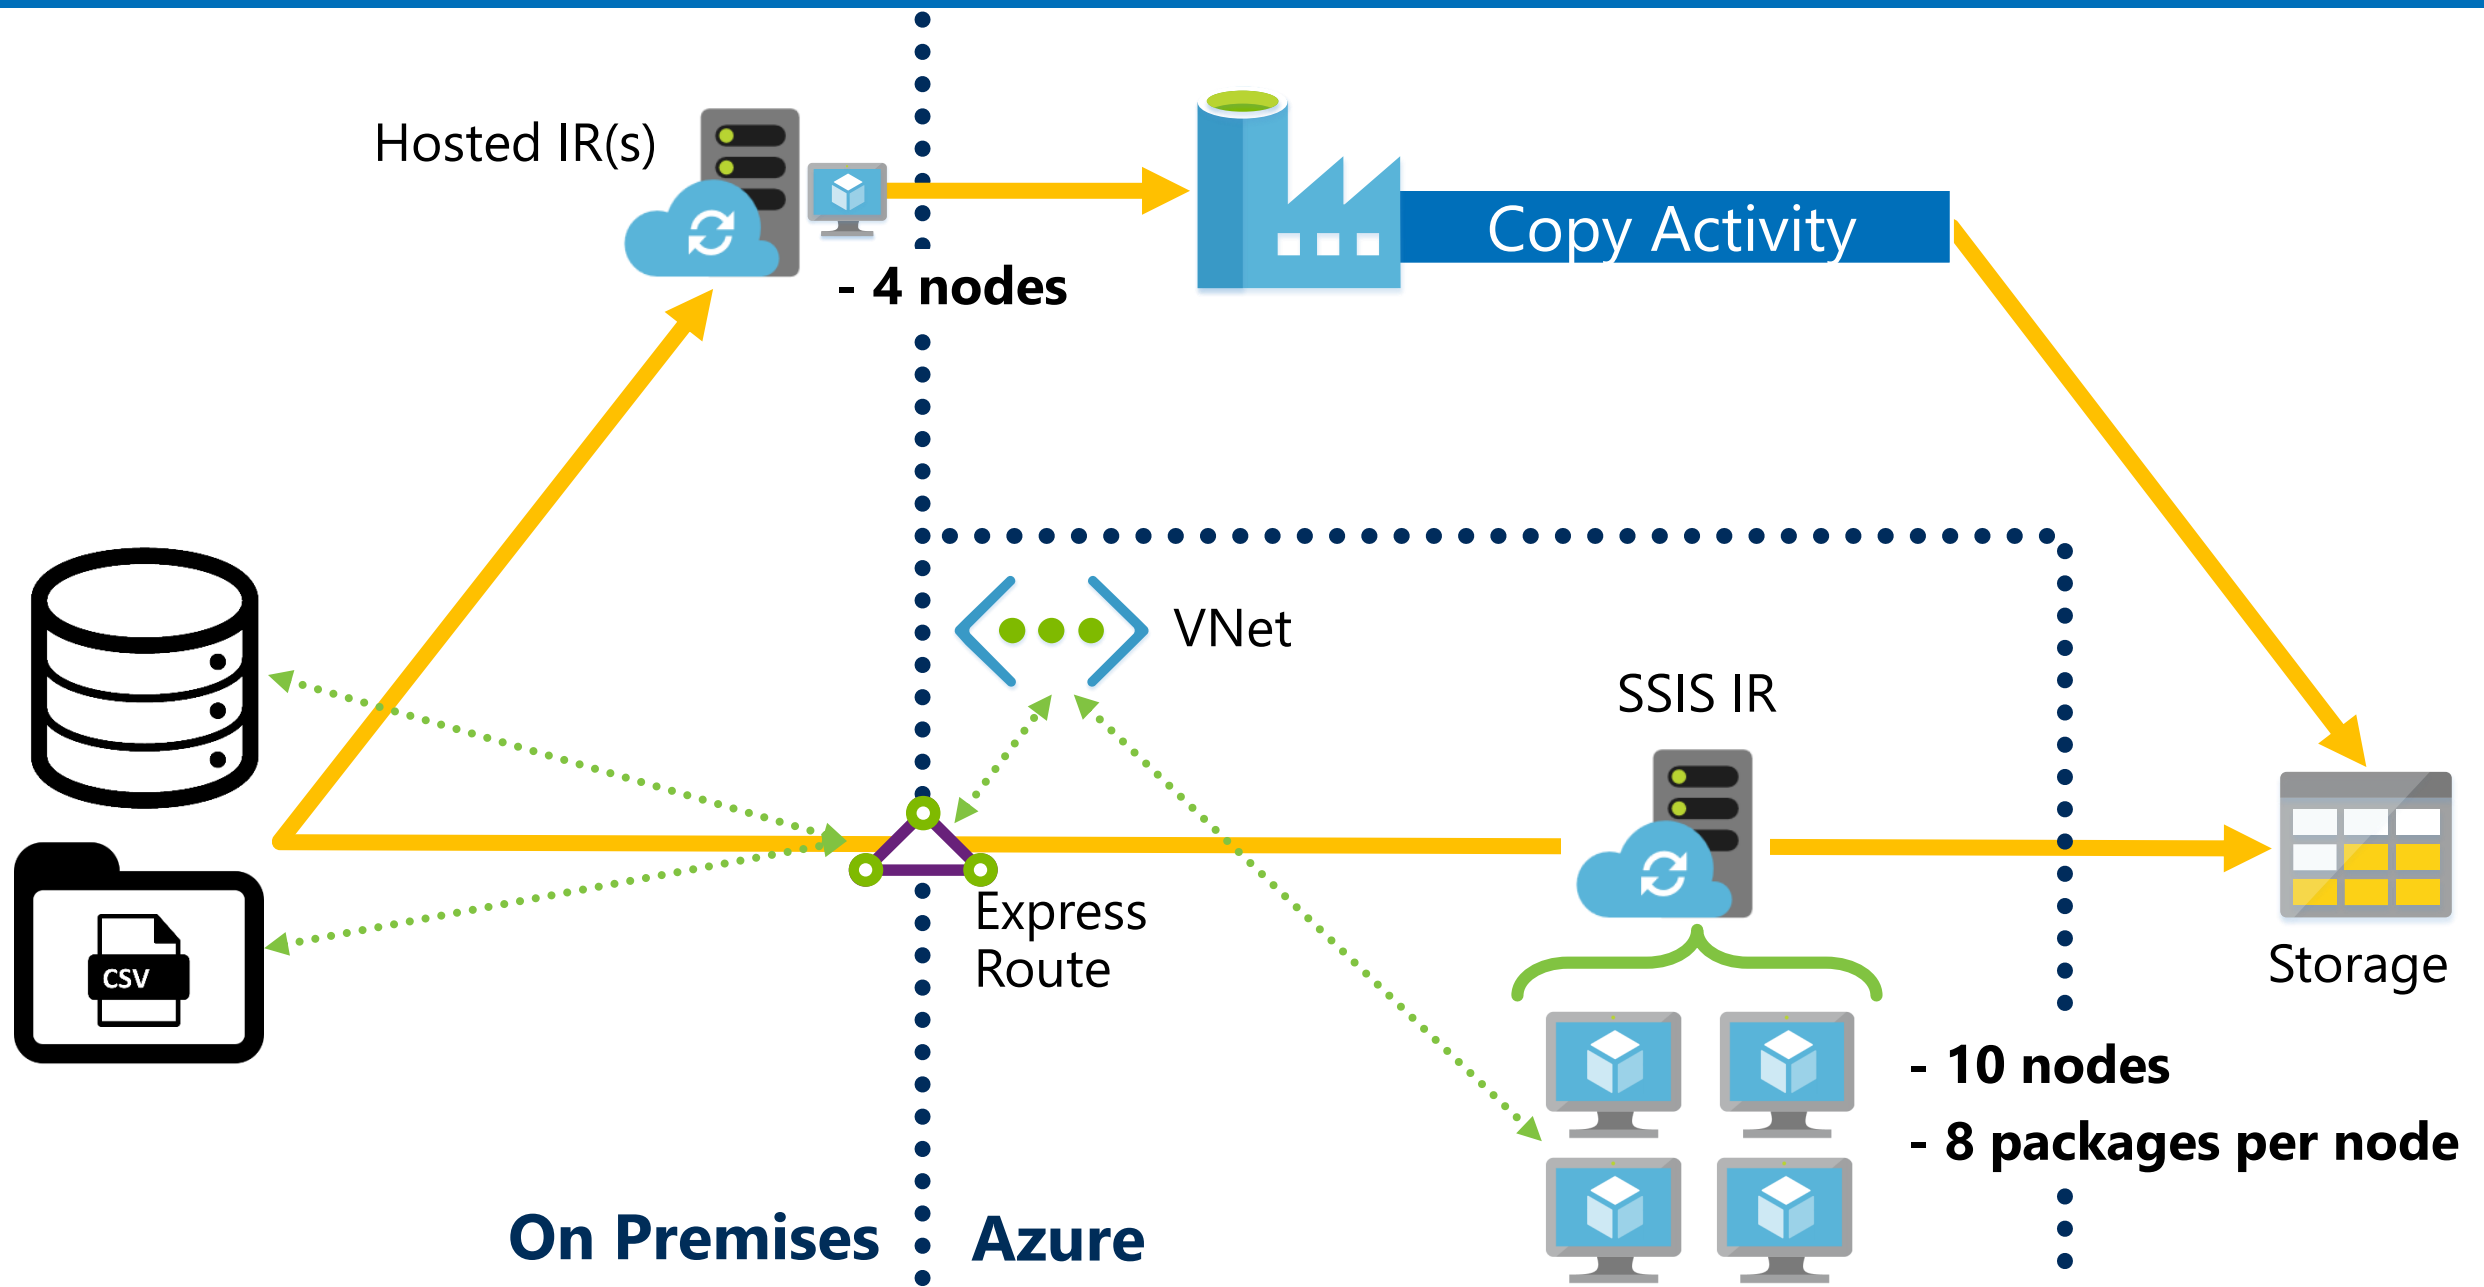 Hosted IR(s)
- 4 nodes
Copy Activity
VNet
SSIS IR
Express
Route
CSV
Storage
- 10 nodes
- 8 packages per node
On Premises
Azure